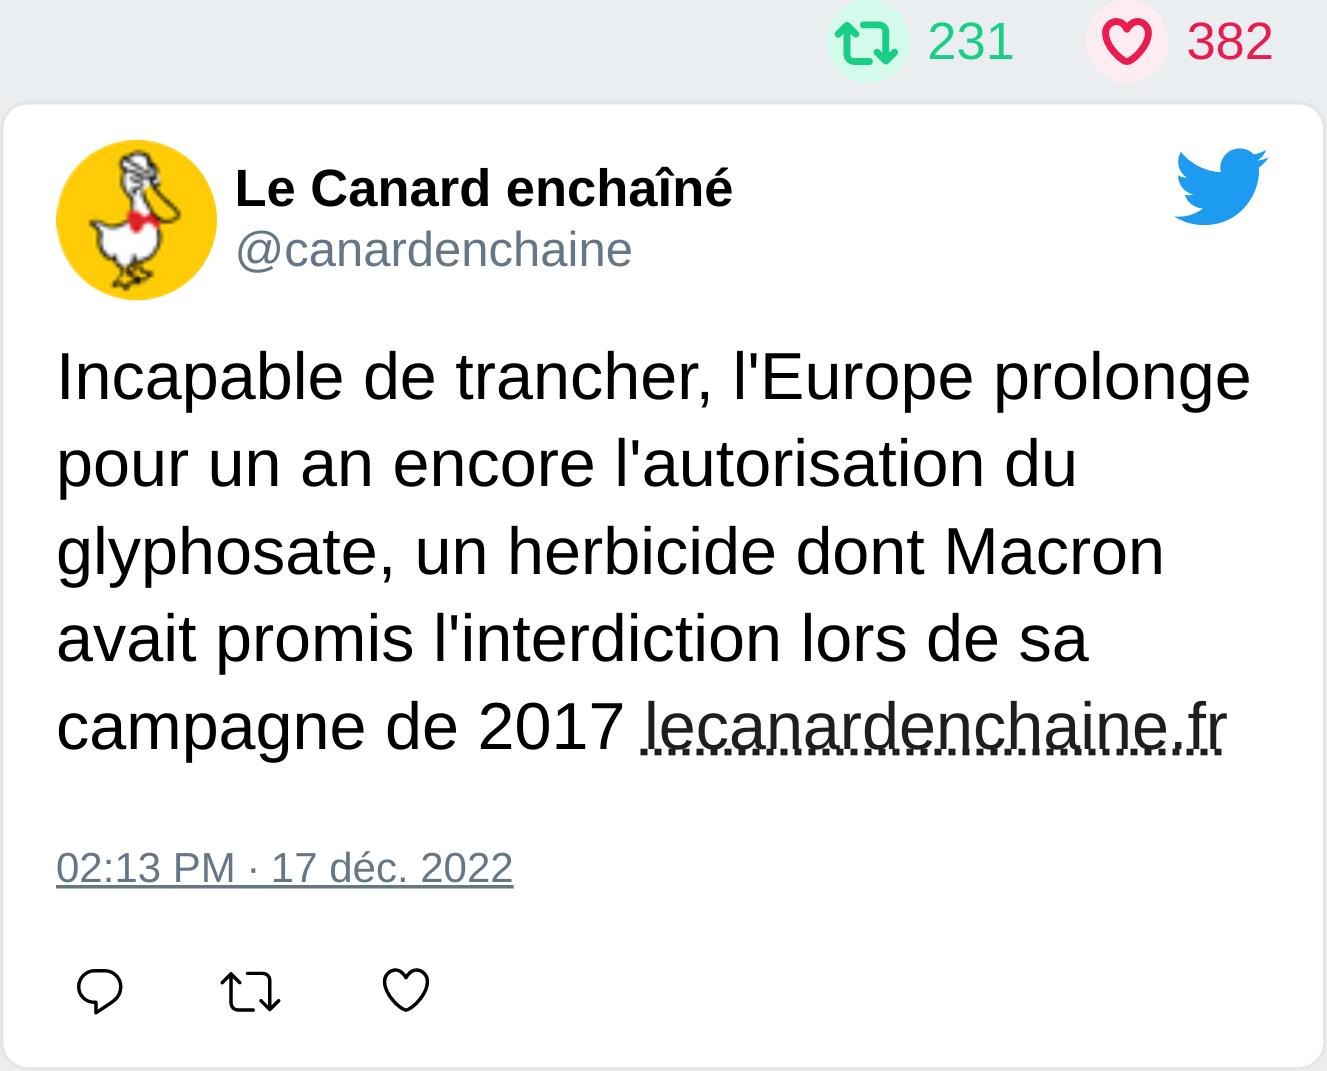 231 382
Le Canard enchaîné
@canardenchaine
Incapable de trancher, l'Europe prolonge
pour un an encore l'autorisation du
glyphosate, un herbicide dont Macron
avait promis l'interdiction lors de sa
campagne de 2017 lecanardenchaine.fr
02:13 PM · 17 déc. 2022